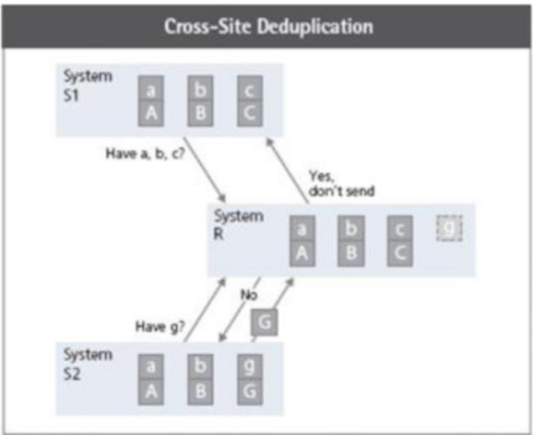 Cross-Site Deduplication
System
S1
a b c
A B C
Have a, b, c?
Yes,
don't send
System
R
a b c g
A B C
No
Have g?
G
System
S2
a b g
A B G